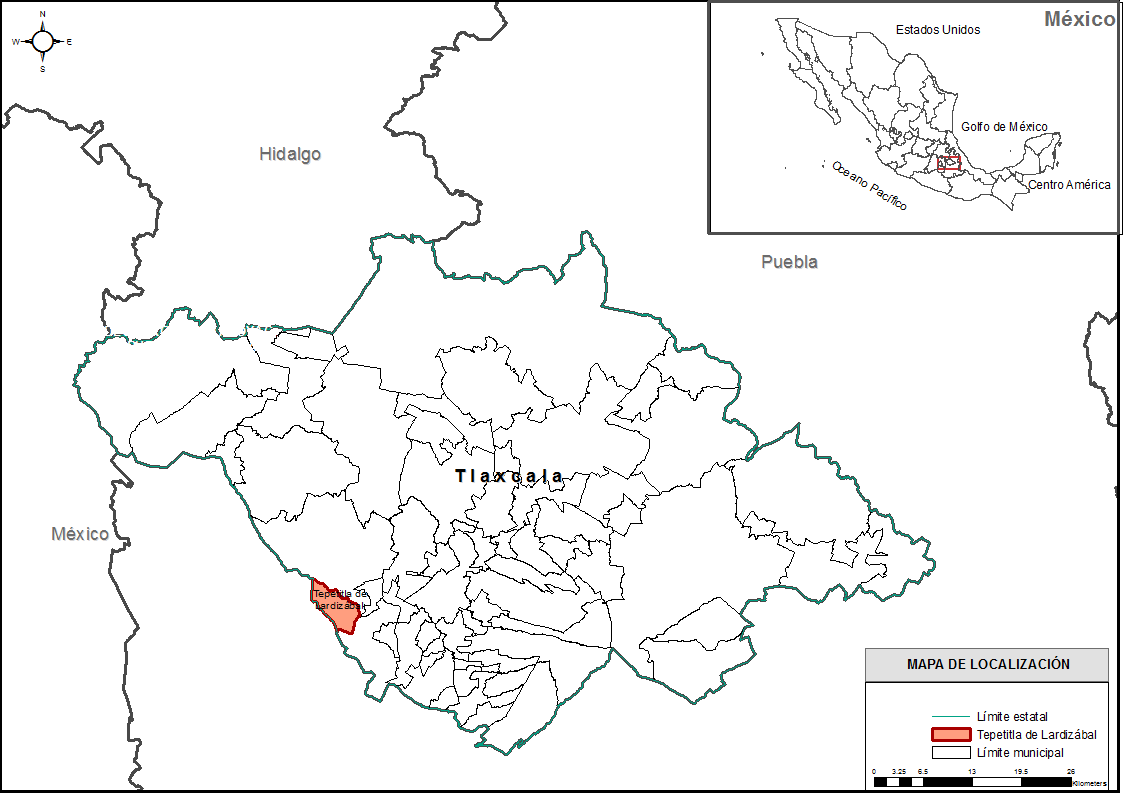 N
W
E
S
México
Estados Unidos
Golfo de México
Oceano Pacífico
Centro América
Hidalgo
Puebla
Tlaxcala
México
Tepetitla de
Lardizábal
MAPA DE LOCALIZACIÓN
Límite estatal
Tepetitla de Lardizábal
Límite municipal
0 3.25 6.5 13 19.5 26
Kilometers